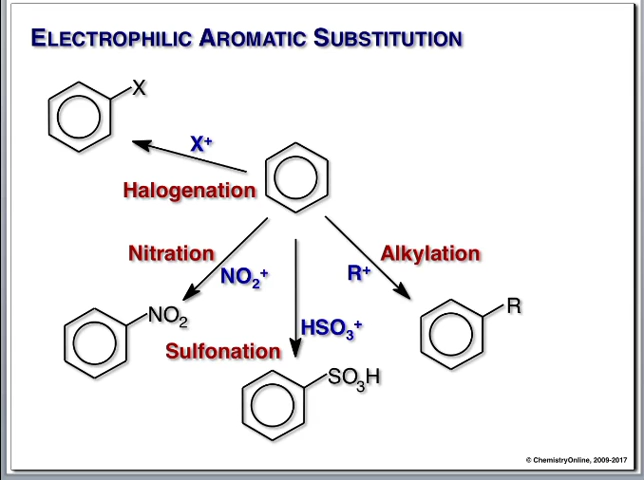 ELECTROPHILIC AROMATIC SUBSTITUTION
X
X⁺
Halogenation
Nitration
Alkylation
NO₂⁺
R⁺
NO₂
R
HSO₃⁺
Sulfonation
SO₃H
© ChemistryOnline, 2009-2017